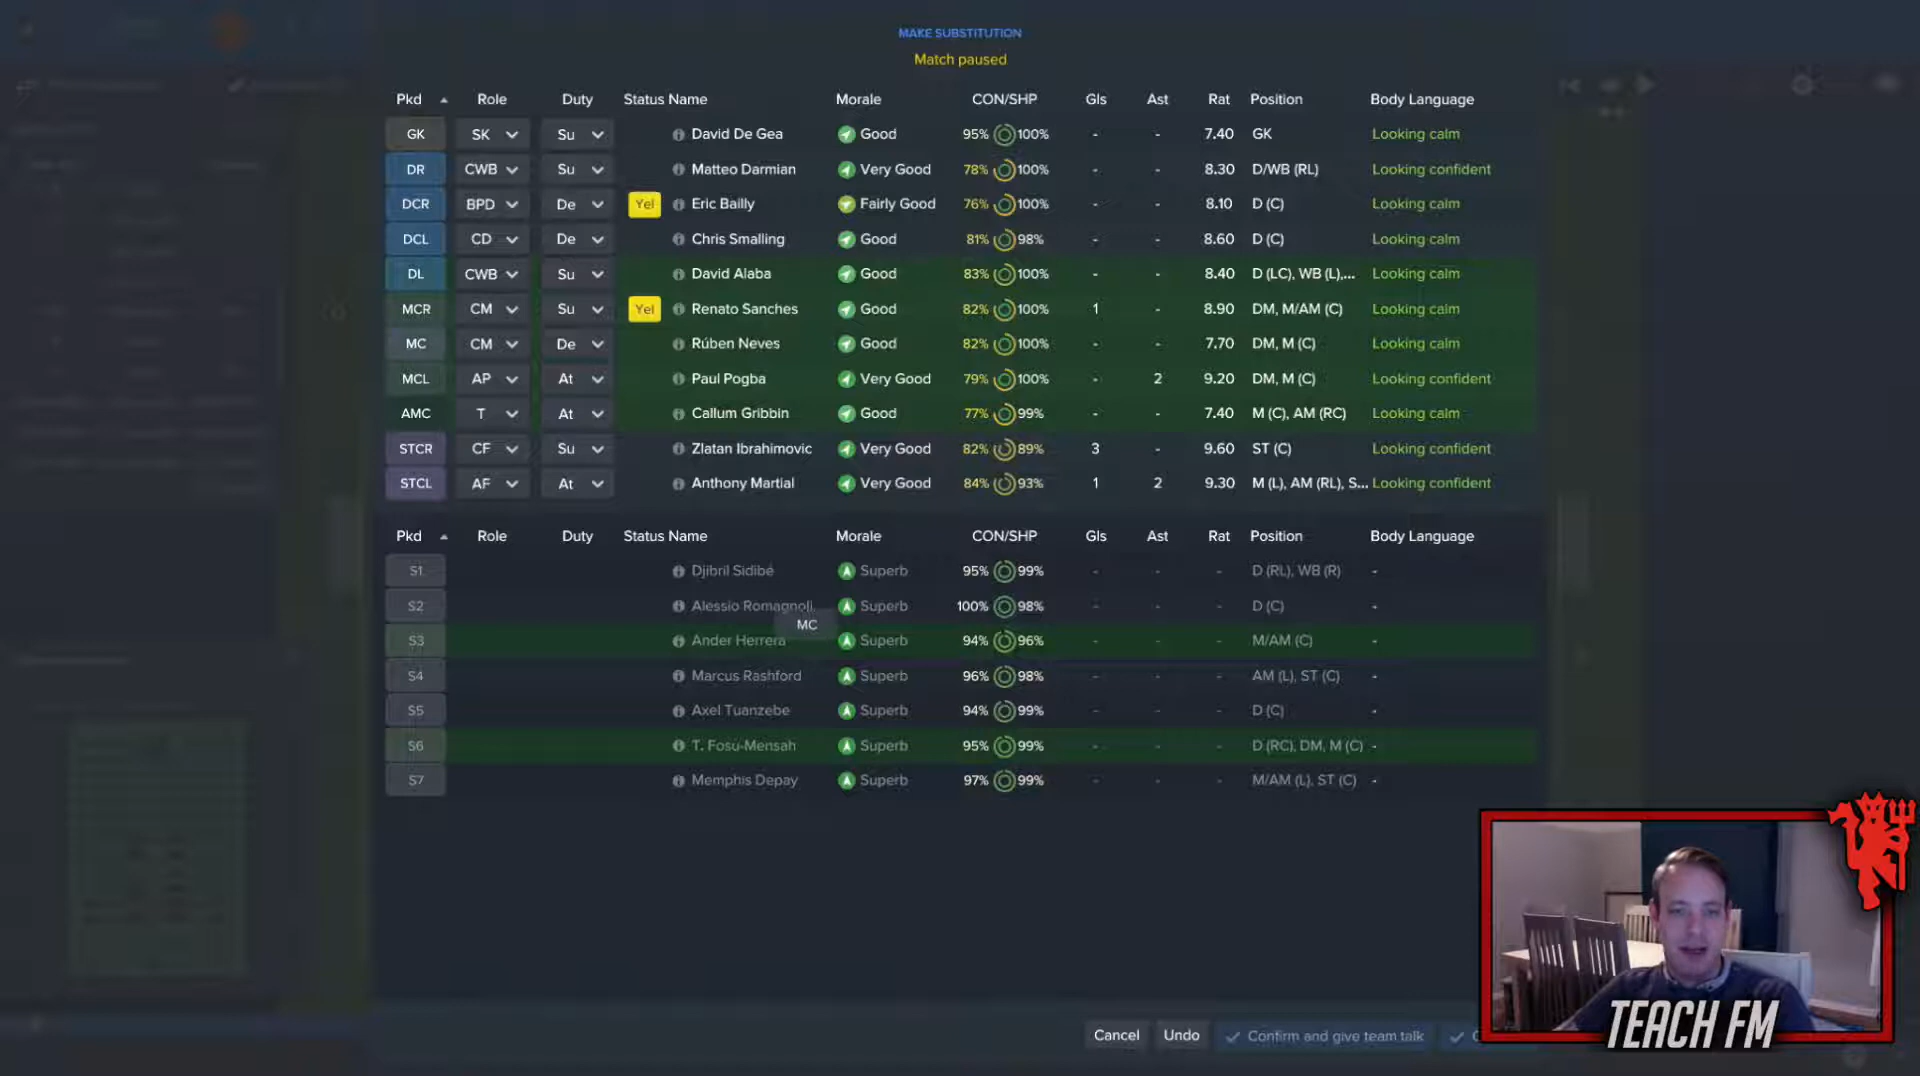 MAKE SUBSTITUTION
Match paused
Pkd Role Duty Status Name Morale CON/SHP Gls Ast Rat Position Body Language
GK SK Su David De Gea Good 95% 100% - - 7.40 GK Looking calm
DR CWB Su Matteo Darmian Very Good 78% 100% - - 8.30 D/WB (RL) Looking confident
DCR BPD De Yel Eric Bailly Fairly Good 76% 100% - - 8.10 D (C) Looking calm
DCL CD De Chris Smalling Good 81% 98% - - 8.60 D (C) Looking calm
DL CWB Su David Alaba Good 83% 100% - - 8.40 D (LC), WB (L),... Looking calm
MCR CM Su Yel Renato Sanches Good 82% 100% 1 - 8.90 DM, M/AM (C) Looking calm
MC CM De Rúben Neves Good 82% 100% - - 7.70 DM, M (C) Looking calm
MCL AP At Paul Pogba Very Good 79% 100% - 2 9.20 DM, M (C) Looking confident
AMC T At Callum Gribbin Good 77% 99% - - 7.40 M (C), AM (RC) Looking calm
STCR CF Su Zlatan Ibrahimovic Very Good 82% 89% 3 - 9.60 ST (C) Looking confident
STCL AF At Anthony Martial Very Good 84% 93% 1 2 9.30 M (L), AM (RL), S... Looking confident
Pkd Role Duty Status Name Morale CON/SHP Gls Ast Rat Position Body Language
S1 Djibril Sidibé Superb 95% 99% - - - D (RL), WB (R) -
S2 Alessio Romagnoli Superb 100% 98% - - - D (C) -
MC
S3 Ander Herrera Superb 94% 96% - - - M/AM (C) -
S4 Marcus Rashford Superb 96% 98% - - - AM (L), ST (C) -
S5 Axel Tuanzebe Superb 94% 99% - - - D (C) -
S6 T. Fosu-Mensah Superb 95% 99% - - - D (RC), DM, M (C) -
S7 Memphis Depay Superb 97% 99% - - - M/AM (L), ST (C) -
Cancel Undo Confirm and give team talk
TEACH FM